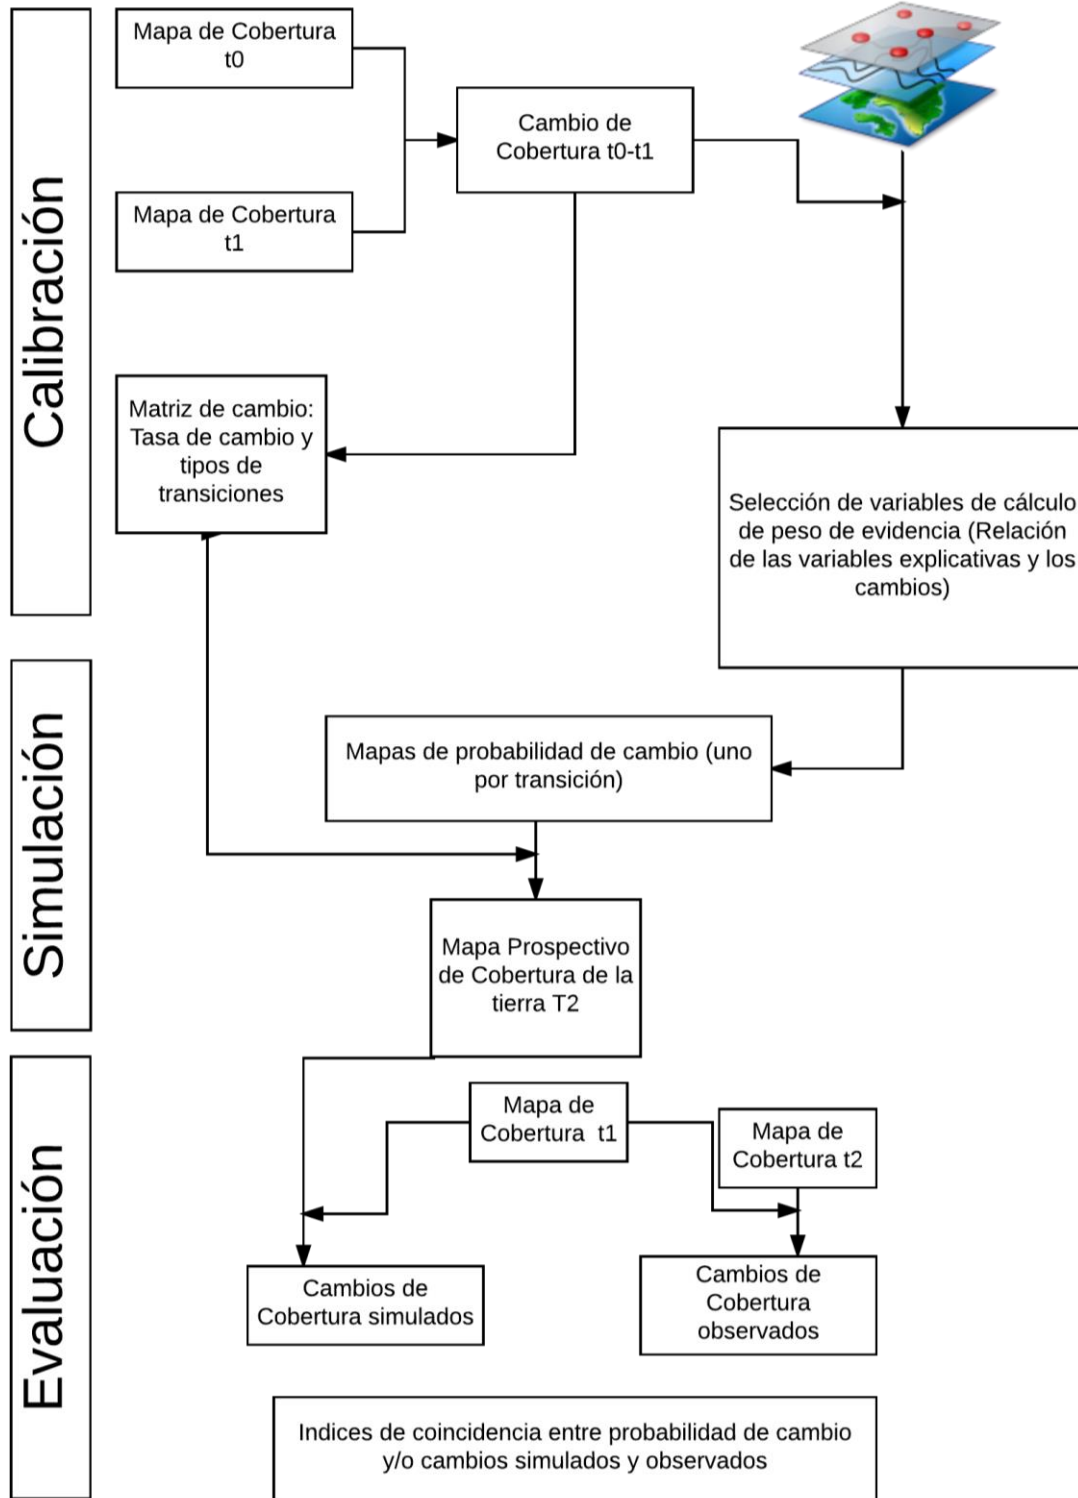 Calibración
Mapa de Cobertura
t0
Cambio de
Cobertura t0-t1
Mapa de Cobertura
t1
Matriz de cambio:
Tasa de cambio y
tipos de
transiciones
Selección de variables de cálculo
de peso de evidencia (Relación
de las variables explicativas y los
cambios)
Simulación
Mapas de probabilidad de cambio (uno
por transición)
Mapa Prospectivo
de Cobertura de la
tierra T2
Evaluación
Mapa de
Cobertura t1
Mapa de
Cobertura t2
Cambios de
Cobertura simulados
Cambios de
Cobertura
observados
Indices de coincidencia entre probabilidad de cambio
y/o cambios simulados y observados